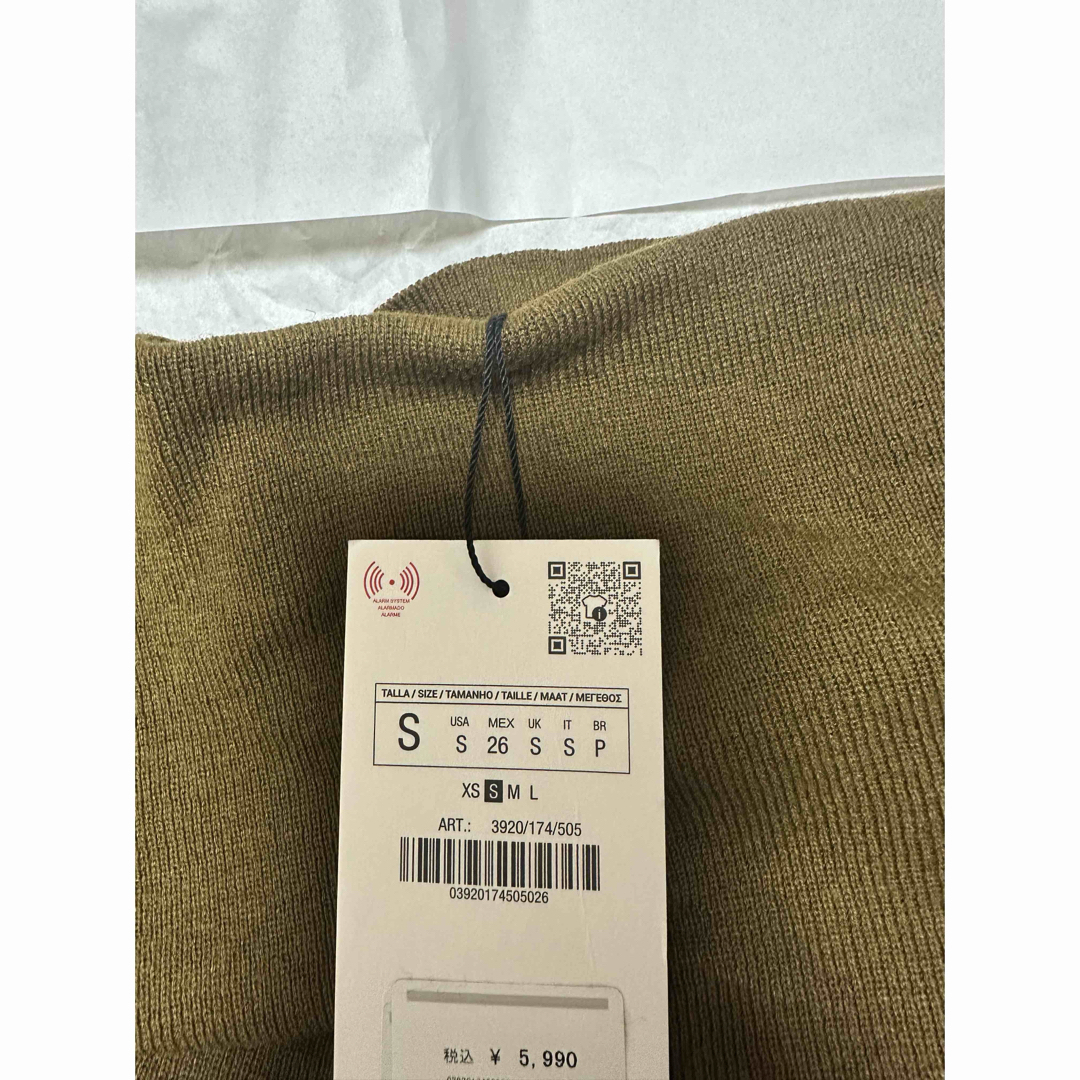 ALARM SYSTEM
ALARMADO
ALARME
TALLA / SIZE / TAMANHO / TAILLE / MAAT / ΜΕΓΕΘΟΣ
S
USA MEX UK IT BR
S 26 S S P
XS S M L
ART.: 3920/174/505
03920174505026
税込 ¥ 5,990